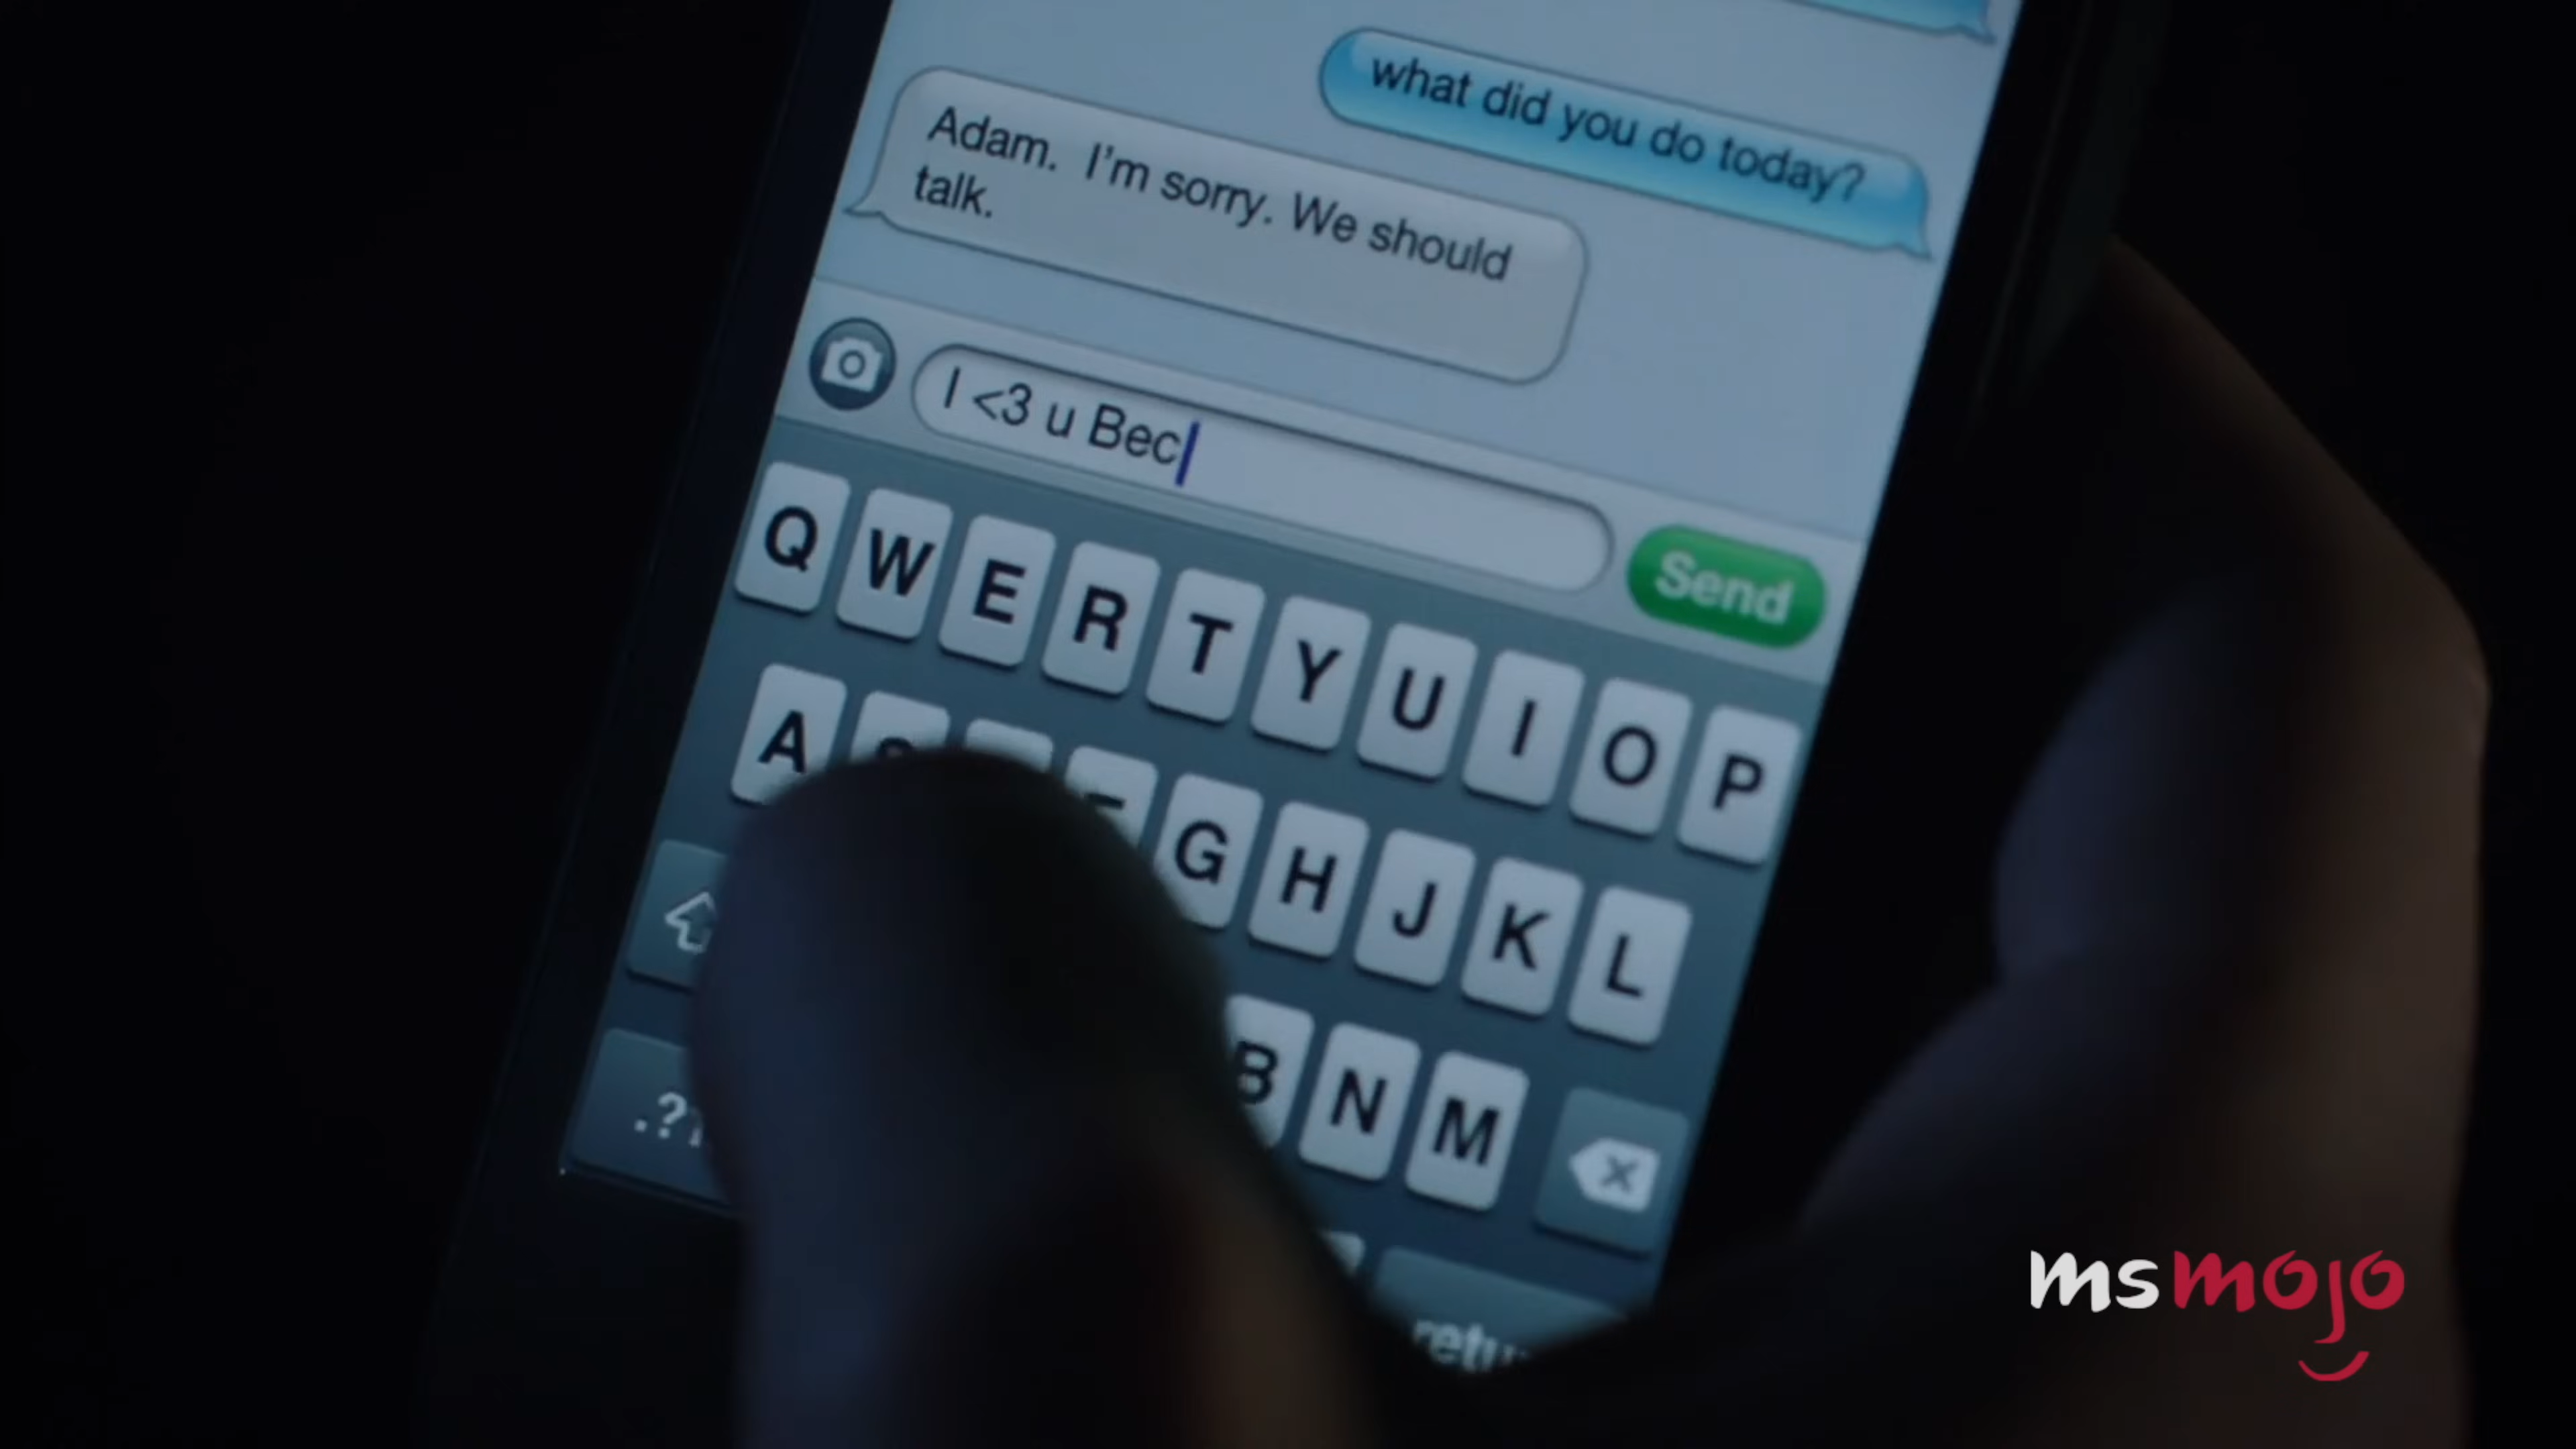 what did you do today?
Adam.  I'm sorry. We should
talk.
I <3 u Bec
Send
Q W E R T Y U I O P
A G H J K L
B N M
.?
msmojo